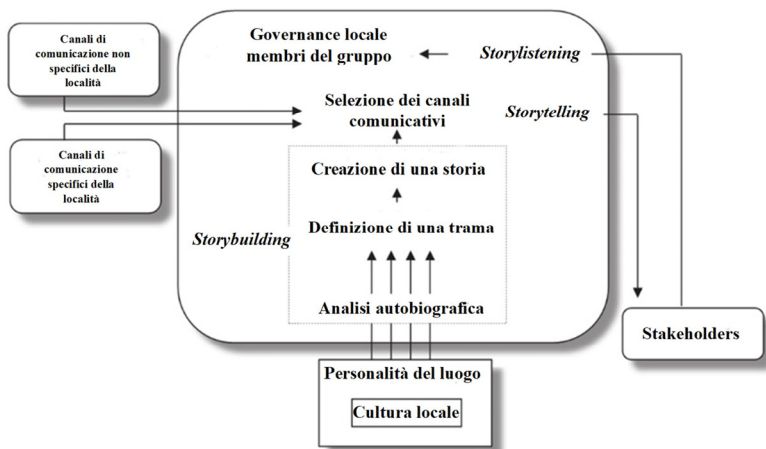 Canali di
comunicazione non
specifici della
località
Governance locale
membri del gruppo
Storylistening
Selezione dei canali
comunicativi
Storytelling
Canali di
comunicazione
specifici della
località
Creazione di una storia
Storybuilding
Definizione di una trama
Analisi autobiografica
Stakeholders
Personalità del luogo
Cultura locale